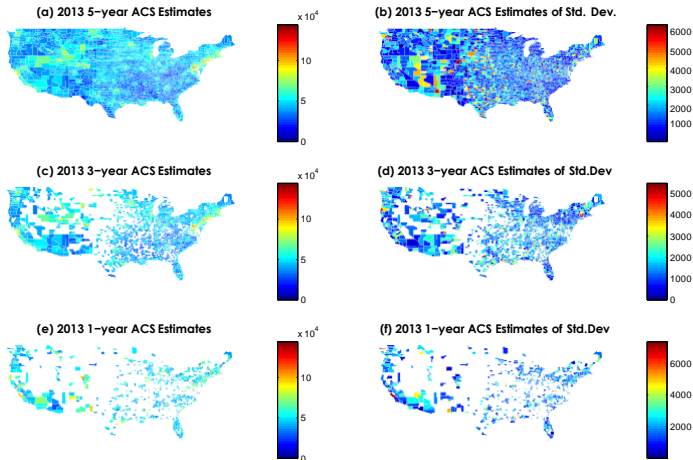 (a) 2013 5−year ACS Estimates
x 10^4
10
5
0
(b) 2013 5−year ACS Estimates of Std. Dev.
6000
5000
4000
3000
2000
1000
(c) 2013 3−year ACS Estimates
x 10^4
10
5
0
(d) 2013 3−year ACS Estimates of Std.Dev
5000
4000
3000
2000
1000
0
(e) 2013 1−year ACS Estimates
x 10^4
10
5
0
(f) 2013 1−year ACS Estimates of Std.Dev
6000
4000
2000